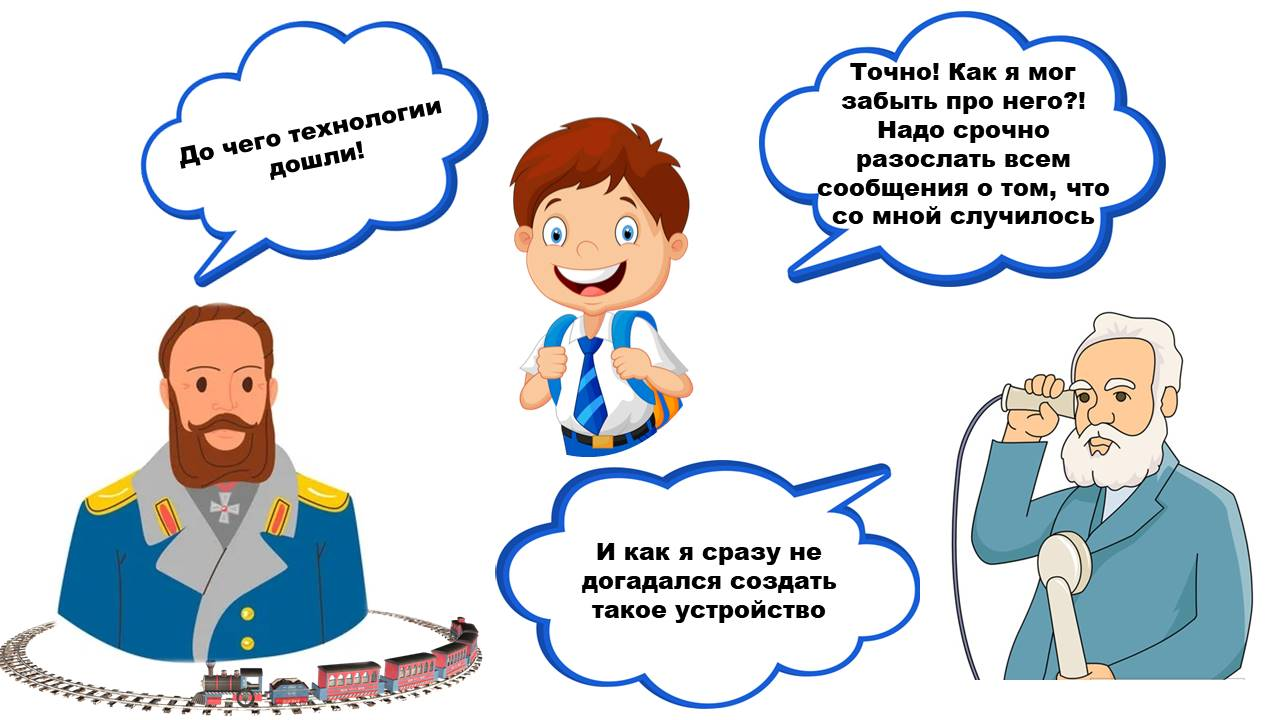 До чего технологии
дошли!
Точно! Как я мог
забыть про него?!
Надо срочно
разослать всем
сообщения о том, что
со мной случилось
И как я сразу не
догадался создать
такое устройство